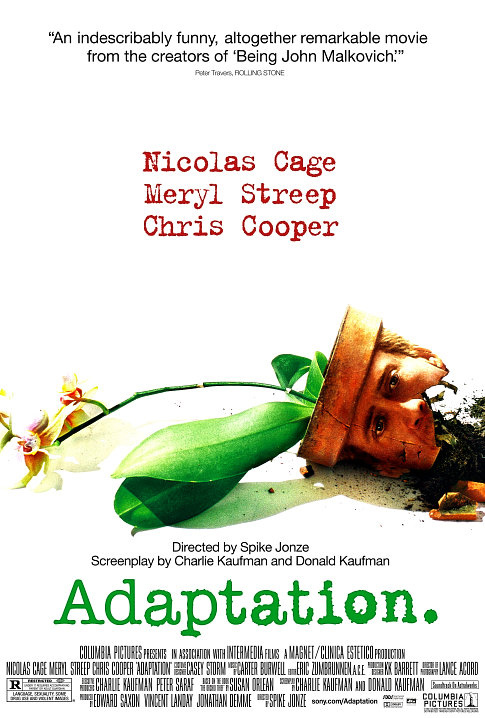 “An indescribably funny, altogether remarkable movie
from the creators of ‘Being John Malkovich.’”
Peter Travers, ROLLING STONE
Nicolas Cage
Meryl Streep
Chris Cooper
Directed by Spike Jonze
Screenplay by Charlie Kaufman and Donald Kaufman
Adaptation.
COLUMBIA PICTURES PRESENTS IN ASSOCIATION WITH INTERMEDIA FILMS A MAGNET/CLINICA ESTETICO PRODUCTION
NICOLAS CAGE MERYL STREEP CHRIS COOPER "ADAPTATION" CASEY STORM CARTER BURWELL ERIC ZUMBRUNNEN A.C.E. KK BARRETT LANCE ACORD
CHARLIE KAUFMAN PETER SARAF SUSAN ORLEAN CHARLIE KAUFMAN AND DONALD KAUFMAN
EDWARD SAXON VINCENT LANDAY JONATHAN DEMME SPIKE JONZE sony.com/Adaptation
R RESTRICTED
LANGUAGE, SEXUALITY, SOME
DRUG USE AND VIOLENT IMAGES
COLUMBIA
PICTURES